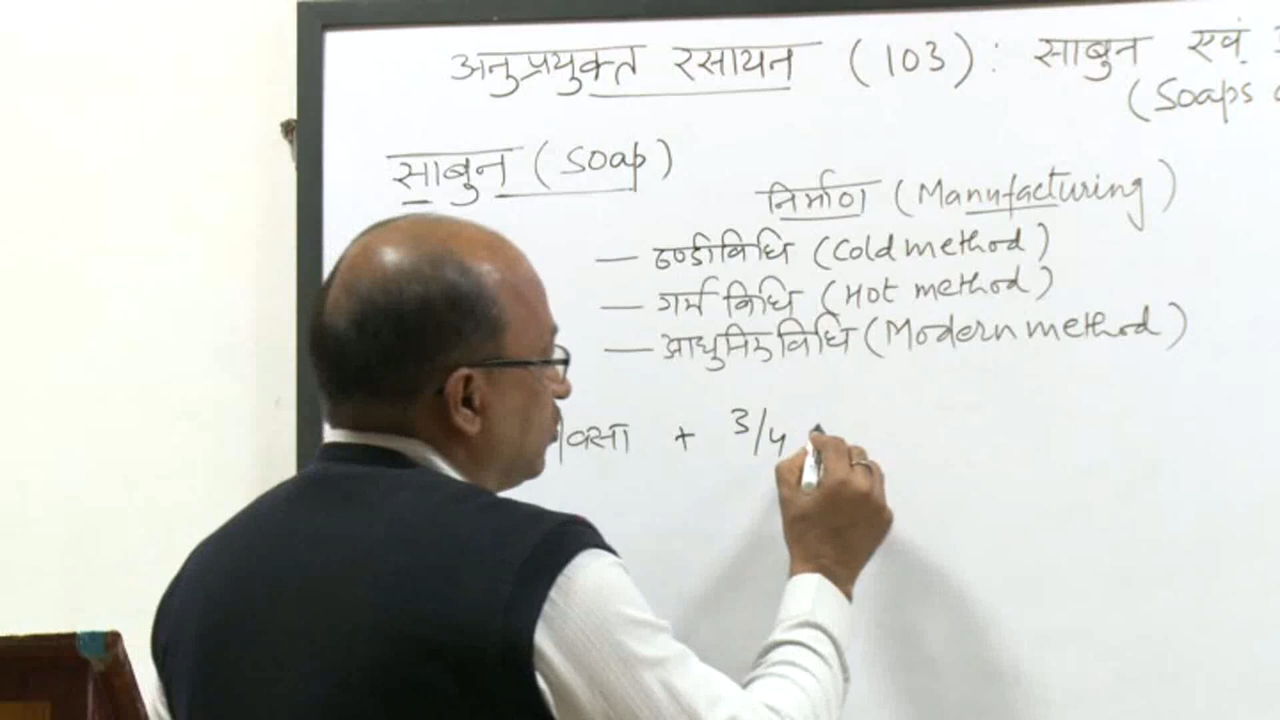 अनुप्रयुक्त रसायन (103): साबुन एवं
(Soaps
साबुन (Soap)
निर्माण (Manufacturing)
— ठण्डी विधि (Cold method)
— गर्म विधि (Hot method)
— आधुनिक विधि (Modern method)
वसा + 3/4